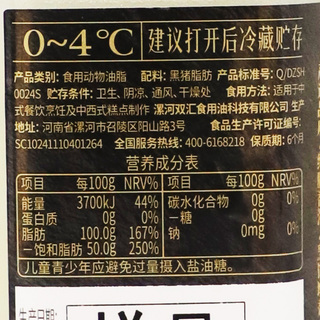 0~4℃ 建议打开后冷藏贮存
产品类别: 食用动物油脂 配料: 黑猪脂肪 产品标准号: Q/DZSH
0024S 贮存条件: 卫生、阴凉、通风、干燥处 食用方法: 适用于中
式餐饮烹饪及中西式糕点制作 漯河双汇食用油科技有限公司 生产
地址: 河南省漯河市召陵区阳山路3号 食品生产许可证编号:
SC10241110401264 全国服务热线: 400-6168218 保质期: 6个月
营养成分表
项目 每100g NRV% 项目 每100g NRV%
能量 3700kJ 44% 碳水化合物 0g 0%
蛋白质 0g 0% 一糖 0g
脂肪 100.0g 167% 钠 0mg 0%
一饱和脂肪 50.0g 250%
儿童青少年应避免过量摄入盐油糖。
生产日期